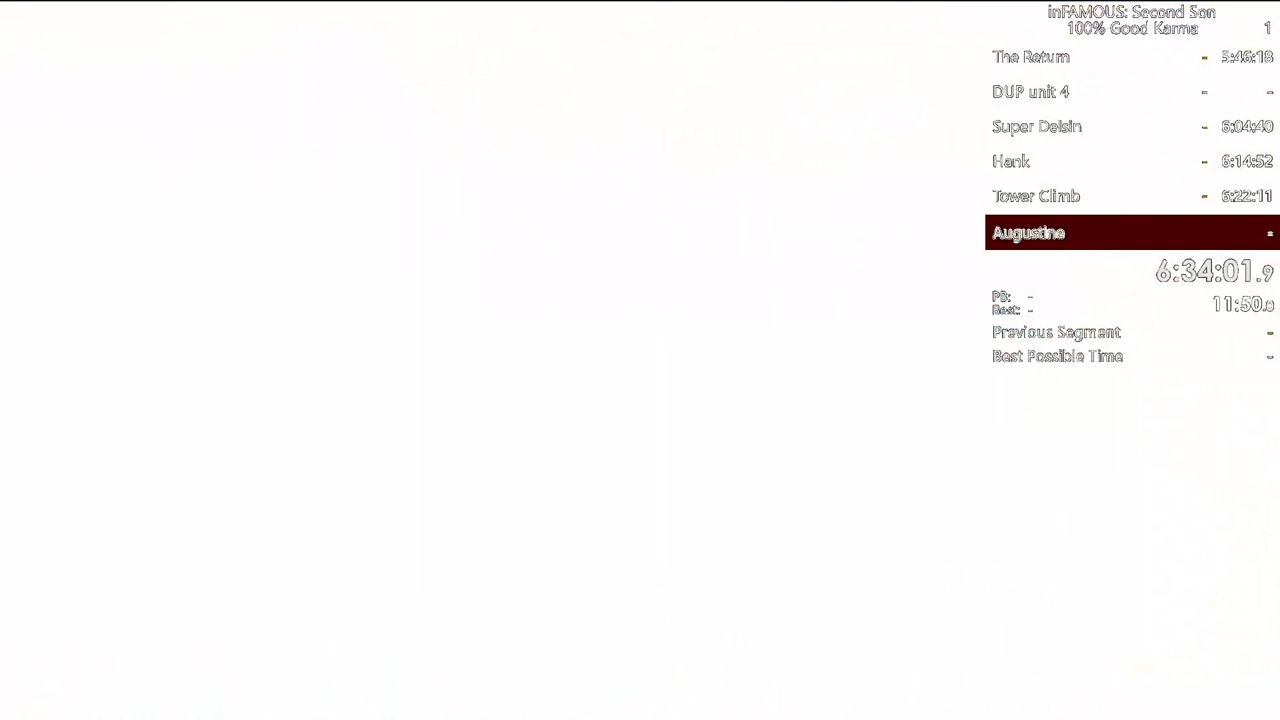 inFAMOUS: Second Son
100% Good Karma 1
The Return - 5:46:18
DUP unit 4 - -
Super Delsin - 6:04:40
Hank - 6:14:52
Tower Climb - 6:22:11
Augustine -
6:34:01.9
PB: - 11:50.0
Best: -
Previous Segment -
Best Possible Time -